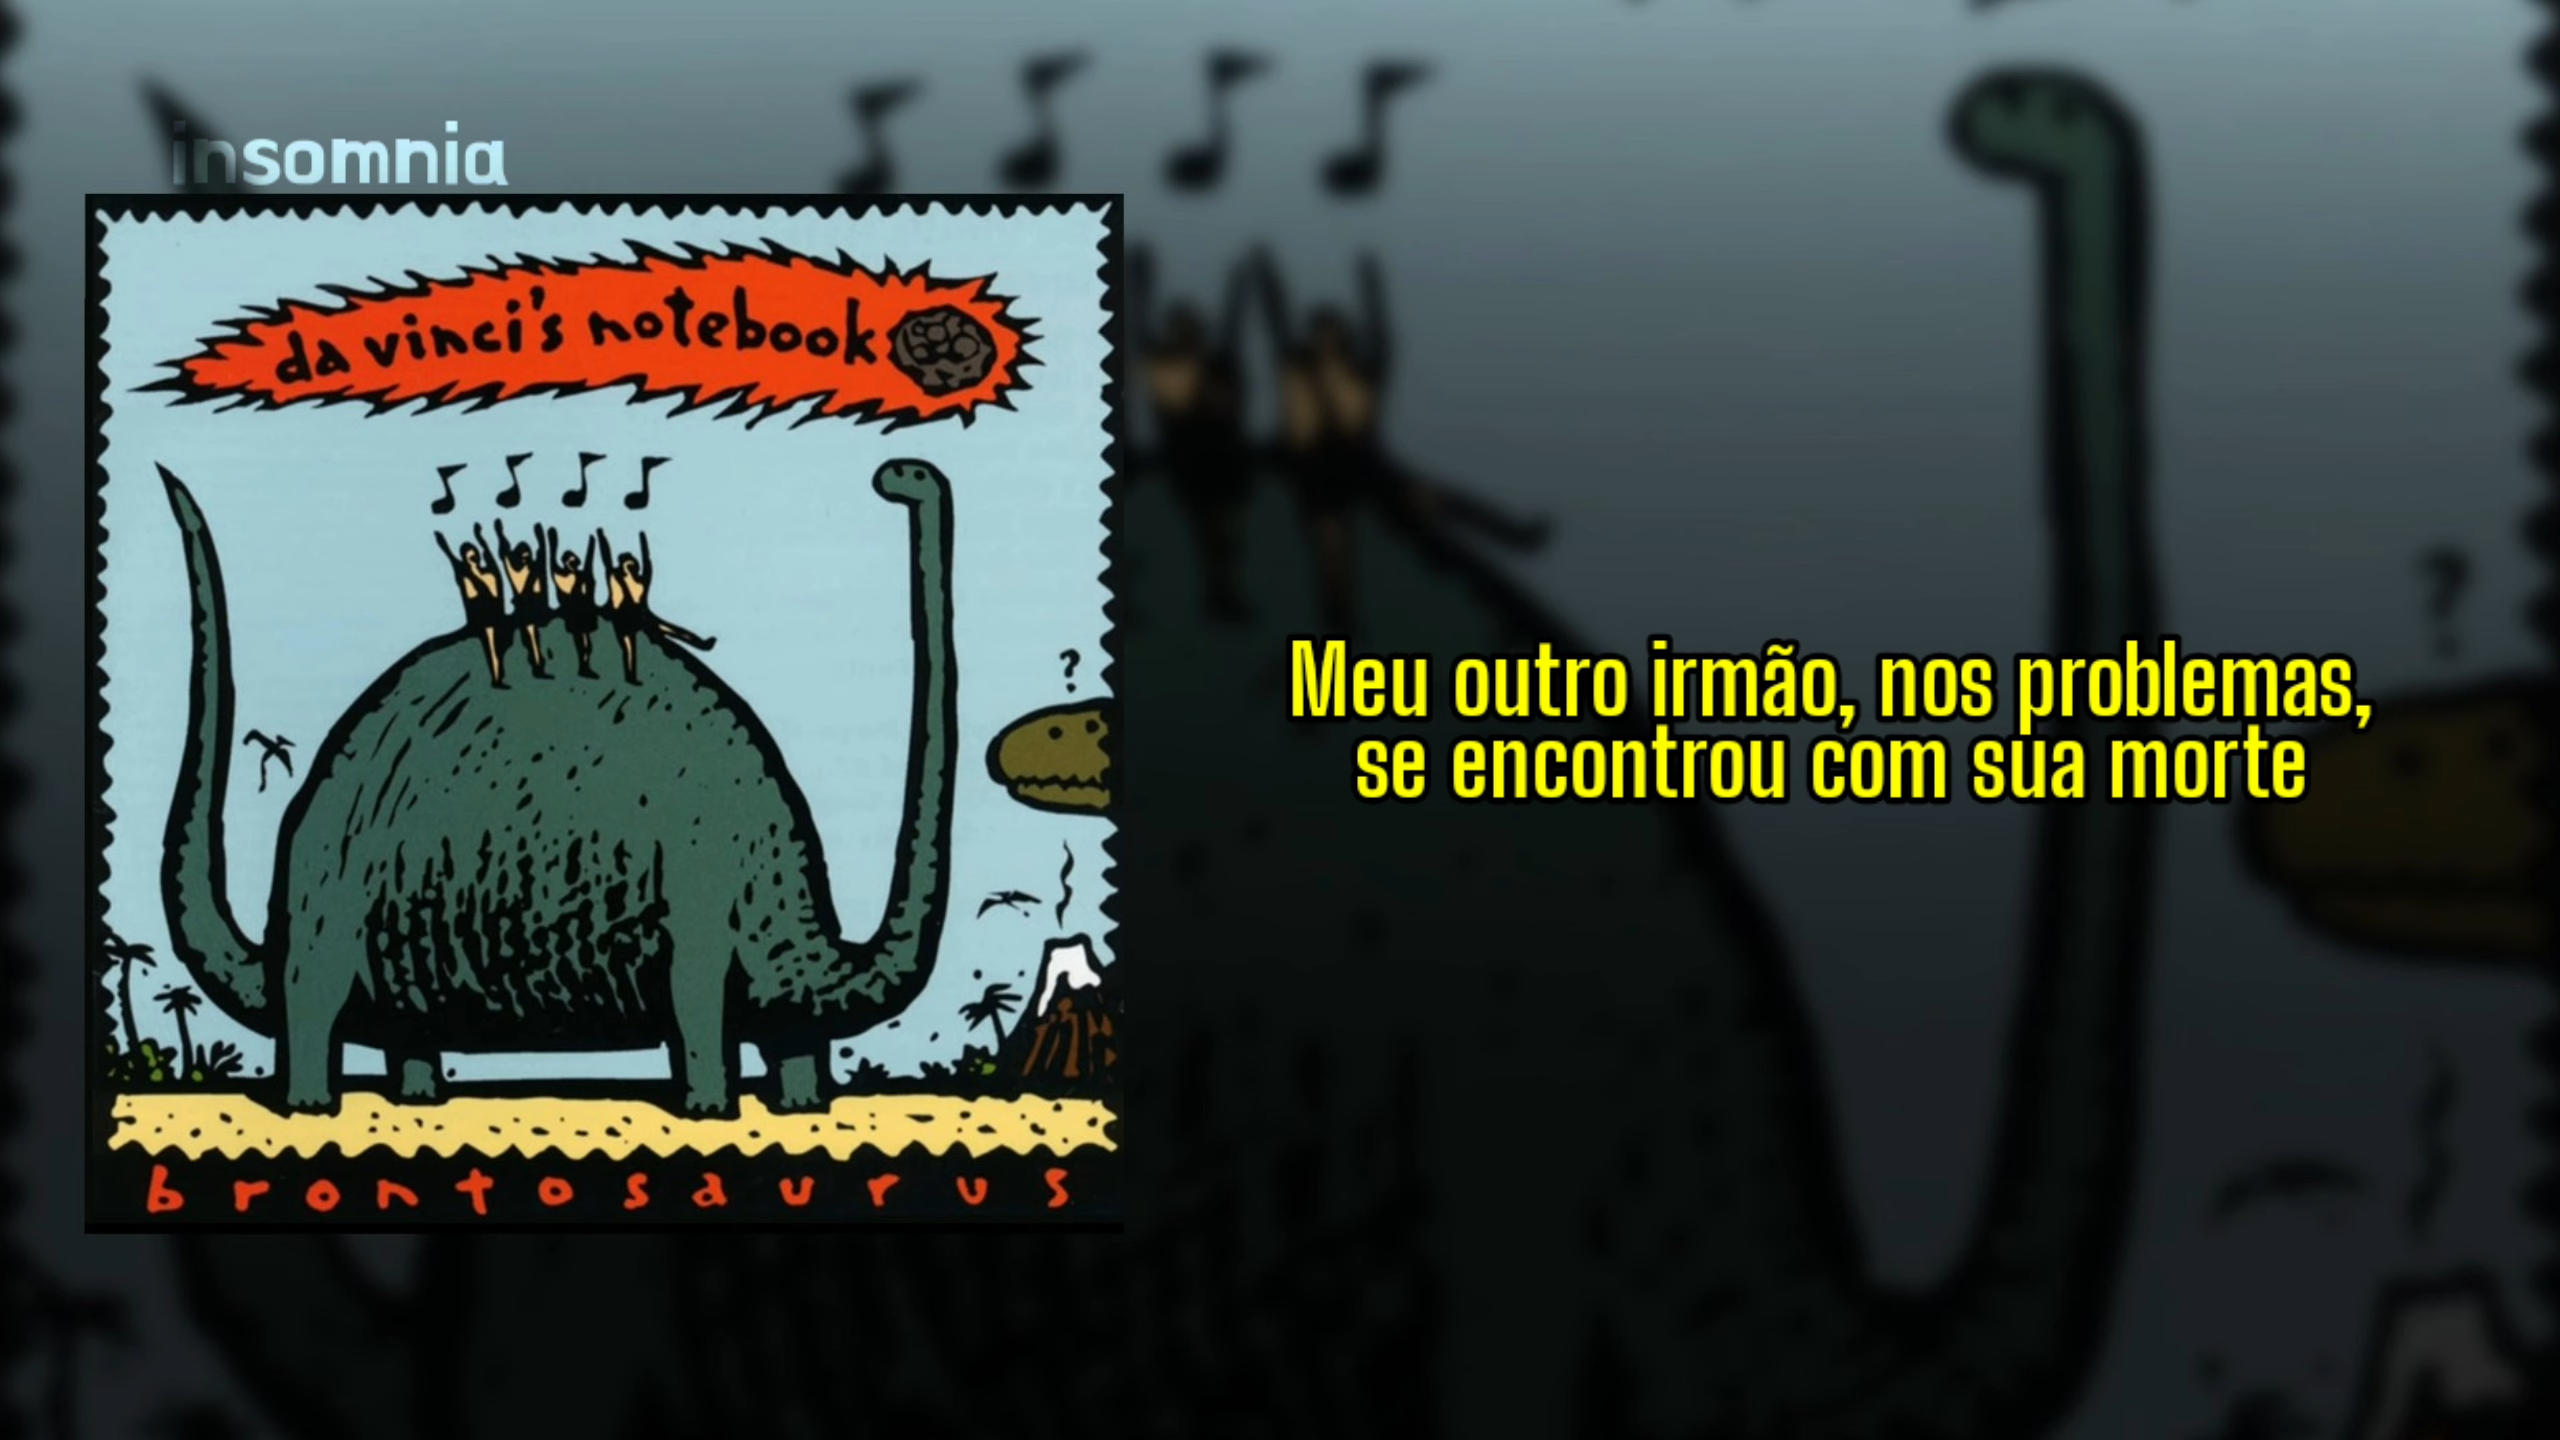 insomnia
da vinci's notebook
?
brontosaurus
Meu outro irmão, nos problemas,
se encontrou com sua morte
?